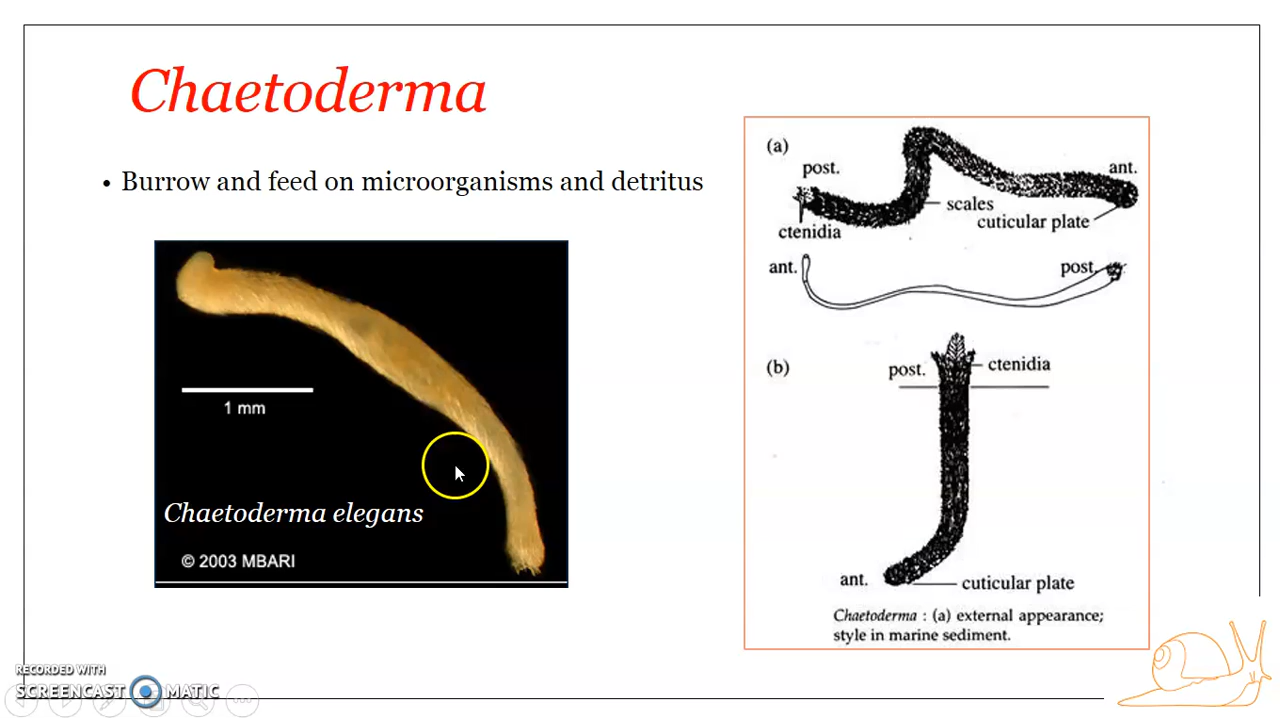 Chaetoderma
• Burrow and feed on microorganisms and detritus
1 mm
Chaetoderma elegans
© 2003 MBARI
(a)
post.
ant.
scales
cuticular plate
ctenidia
ant.
post.
(b)
post.
ctenidia
ant.
cuticular plate
Chaetoderma : (a) external appearance;
style in marine sediment.
RECORDED WITH
SCREENCAST MATIC